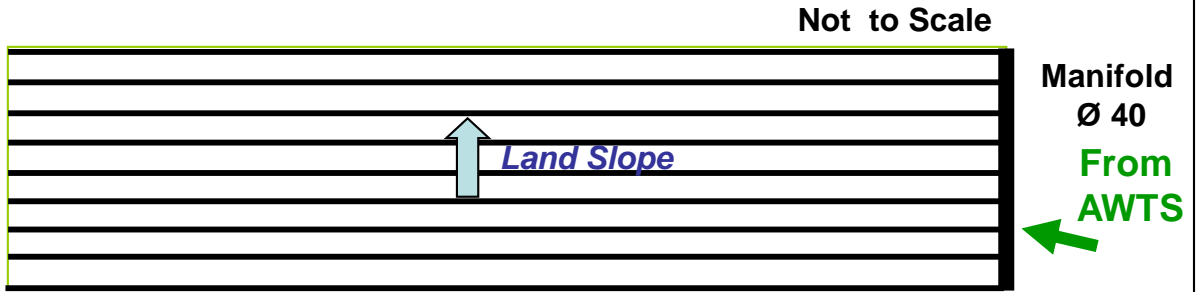 Not to Scale
Manifold
Ø 40
Land Slope
From
AWTS